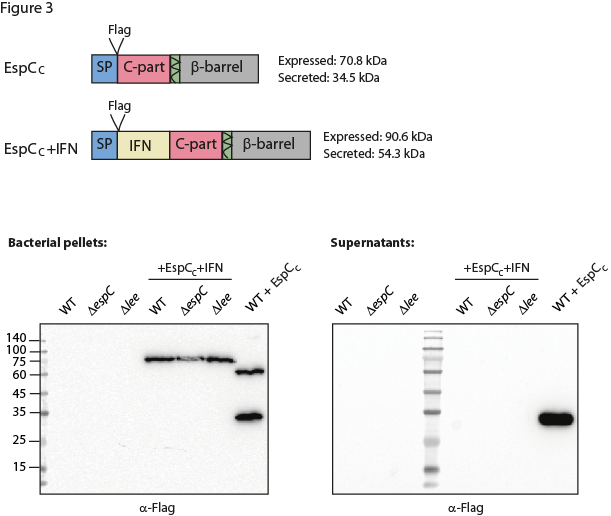 Figure 3
Flag
EspCC
SP
C-part
β-barrel
Expressed: 70.8 kDa
Secreted: 34.5 kDa
Flag
EspCC+IFN
SP
IFN
C-part
β-barrel
Expressed: 90.6 kDa
Secreted: 54.3 kDa
Bacterial pellets:
+EspCC+IFN
WT
ΔespC
Δlee
WT
ΔespC
Δlee
WT + EspCC
140
100
75
60
45
35
25
15
α-Flag
Supernatants:
+EspCC+IFN
WT
ΔespC
Δlee
WT
ΔespC
Δlee
WT + EspCC
α-Flag